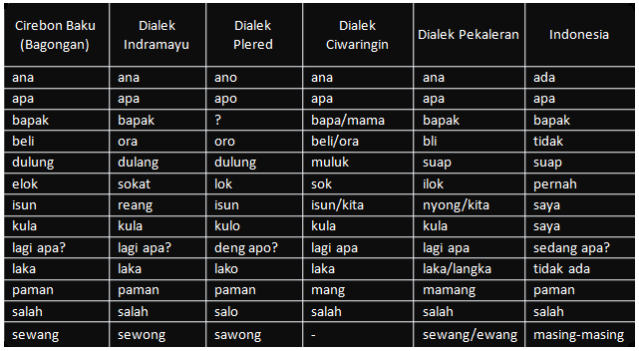 Cirebon Baku (Bagongan) Dialek Indramayu Dialek Plered Dialek Ciwaringin Dialek Pekaleran Indonesia
ana ana ano ana ana ada
apa apa apo apa apa apa
bapak bapak ? bapa/mama bapak bapak
beli ora oro beli/ora bli tidak
dulung dulang dulung muluk suap suap
elok sokat lok sok ilok pernah
isun reang isun isun/kita nyong/kita saya
kula kula kulo kula kula saya
lagi apa? lagi apa? deng apo? lagi apa lagi apa sedang apa?
laka laka lako laka laka/langka tidak ada
paman paman paman mang mamang paman
salah salah salo salah salah salah
sewang sewong sawong - sewang/ewang masing-masing